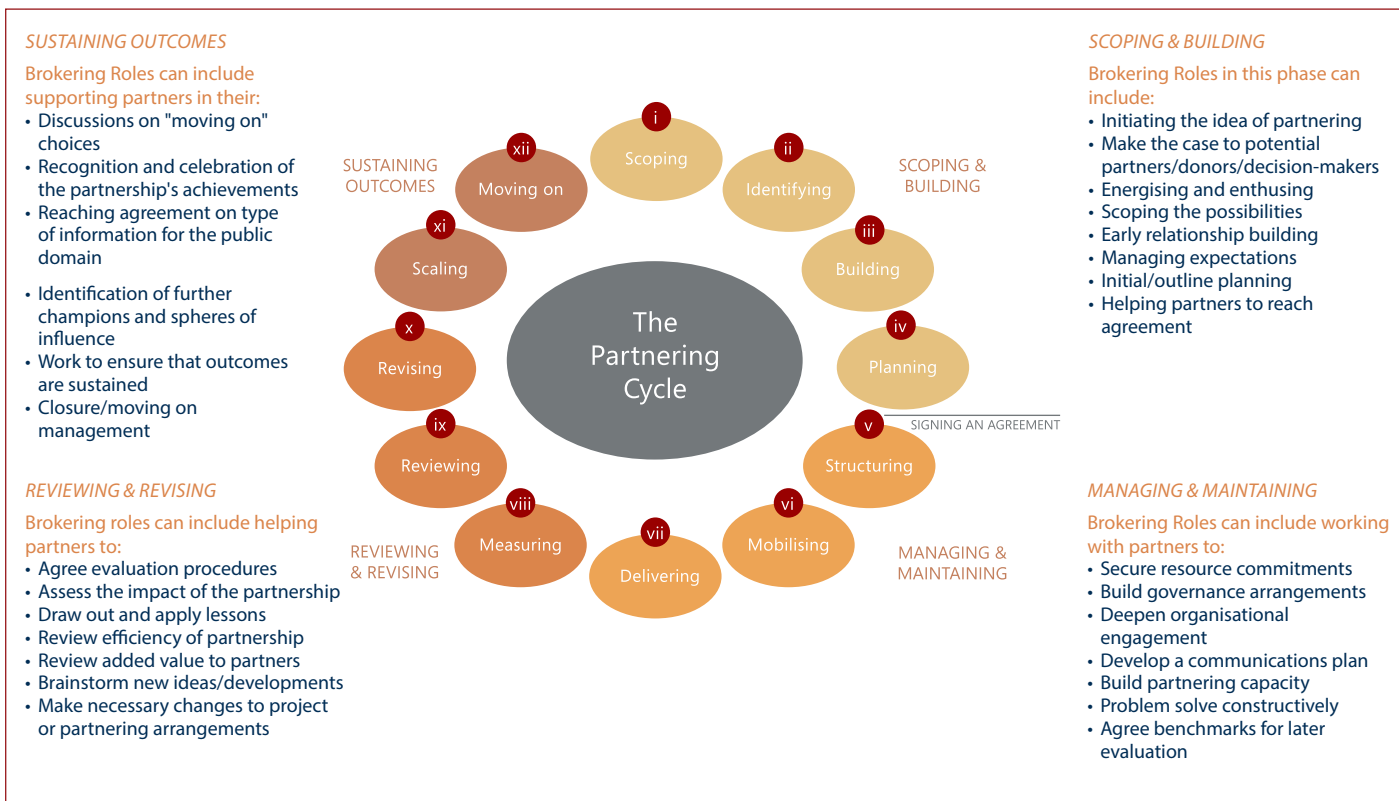 SUSTAINING OUTCOMES
Brokering Roles can include
supporting partners in their:
• Discussions on "moving on"
choices
• Recognition and celebration of
the partnership's achievements
• Reaching agreement on type
of information for the public
domain
• Identification of further
champions and spheres of
influence
• Work to ensure that outcomes
are sustained
• Closure/moving on
management
REVIEWING & REVISING
Brokering roles can include helping
partners to:
• Agree evaluation procedures
• Assess the impact of the partnership
• Draw out and apply lessons
• Review efficiency of partnership
• Review added value to partners
• Brainstorm new ideas/developments
• Make necessary changes to project
or partnering arrangements
The
Partnering
Cycle
i
Scoping
ii
Identifying
iii
Building
iv
Planning
v
Structuring
vi
Mobilising
vii
Delivering
viii
Measuring
ix
Reviewing
x
Revising
xi
Scaling
xii
Moving on
SUSTAINING
OUTCOMES
SCOPING &
BUILDING
SIGNING AN AGREEMENT
REVIEWING
& REVISING
MANAGING &
MAINTAINING
SCOPING & BUILDING
Brokering Roles in this phase can
include:
• Initiating the idea of partnering
• Make the case to potential
partners/donors/decision-makers
• Energising and enthusing
• Scoping the possibilities
• Early relationship building
• Managing expectations
• Initial/outline planning
• Helping partners to reach
agreement
MANAGING & MAINTAINING
Brokering Roles can include working
with partners to:
• Secure resource commitments
• Build governance arrangements
• Deepen organisational
engagement
• Develop a communications plan
• Build partnering capacity
• Problem solve constructively
• Agree benchmarks for later
evaluation